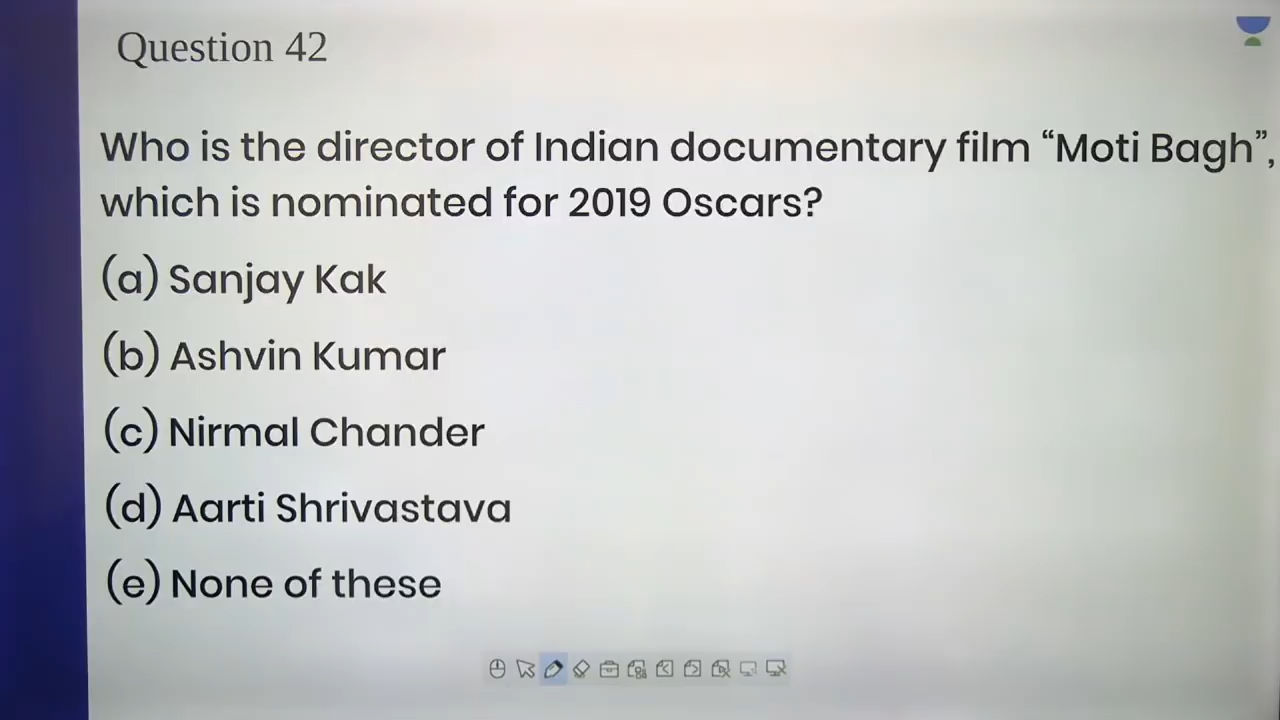 Question 42
Who is the director of Indian documentary film “Moti Bagh”,
which is nominated for 2019 Oscars?
(a) Sanjay Kak
(b) Ashvin Kumar
(c) Nirmal Chander
(d) Aarti Shrivastava
(e) None of these